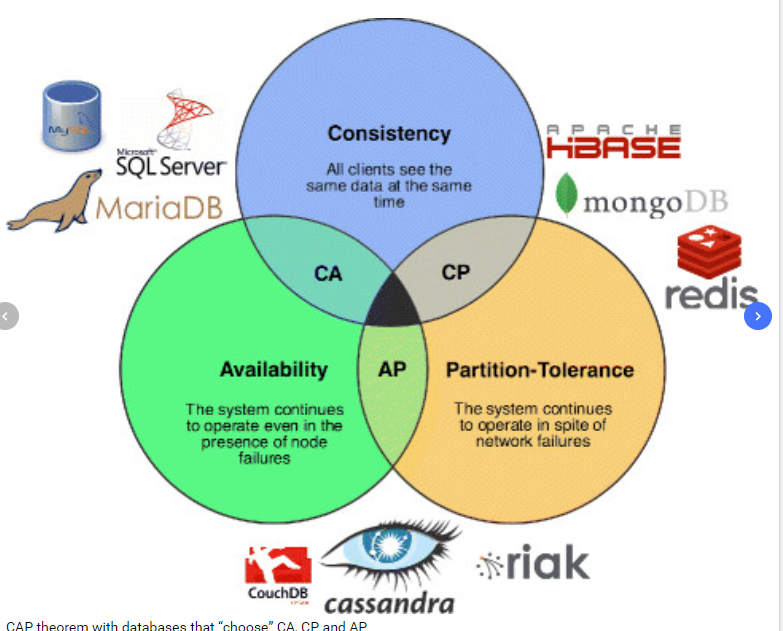 Consistency
All clients see the
same data at the same
time
MySQL
Microsoft®
SQL Server
MariaDB
APACHE
HBASE
mongoDB
redis
CA
CP
AP
Availability
The system continues
to operate even in the
presence of node
failures
Partition-Tolerance
The system continues
to operate in spite of
network failures
CouchDB
cassandra
riak
CAP theorem with databases that “choose” CA, CP and AP